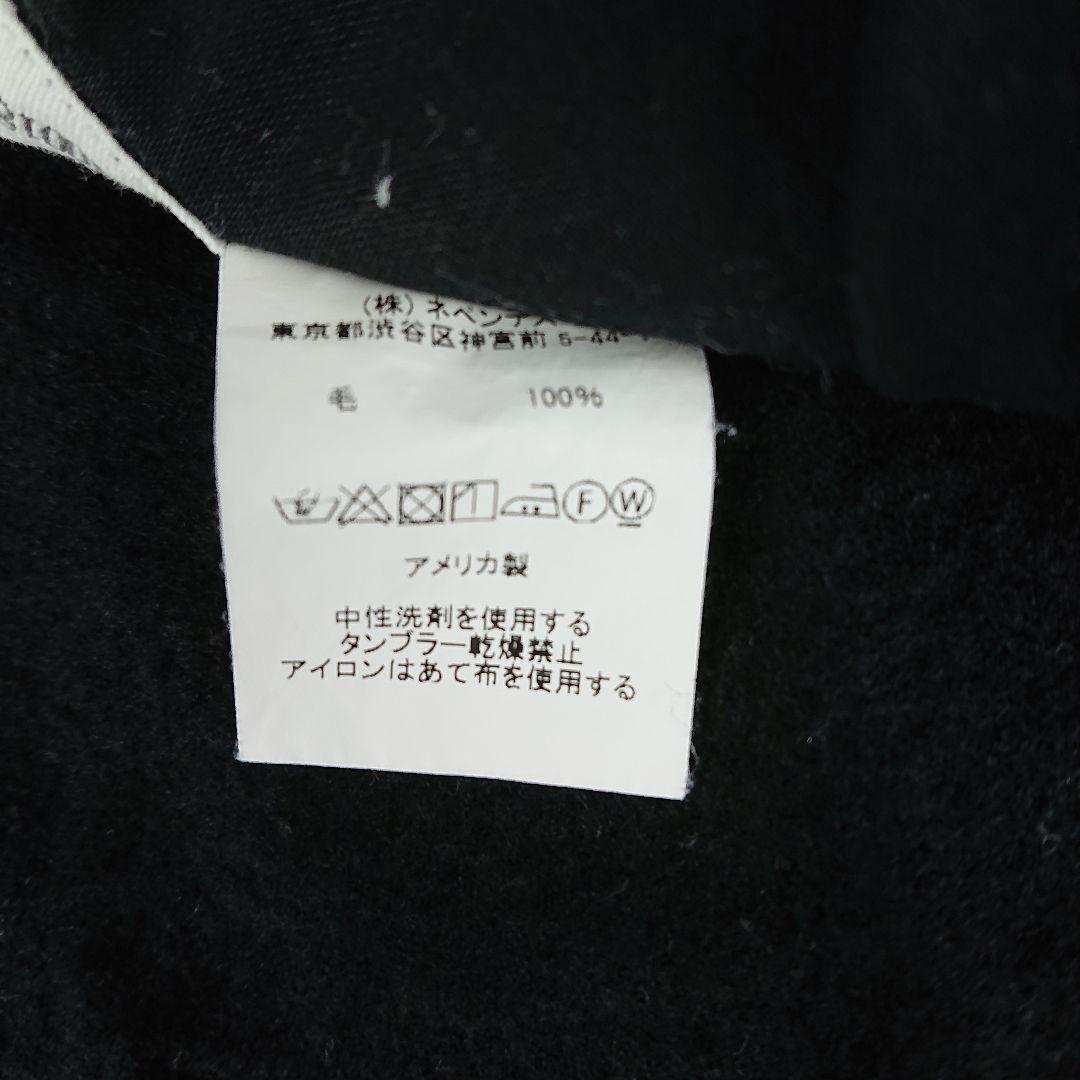 (株)ネペンテス
東京都渋谷区神宮前 5-44-
毛 100%
F W
アメリカ製
中性洗剤を使用する
タンブラー乾燥禁止
アイロンはあて布を使用する